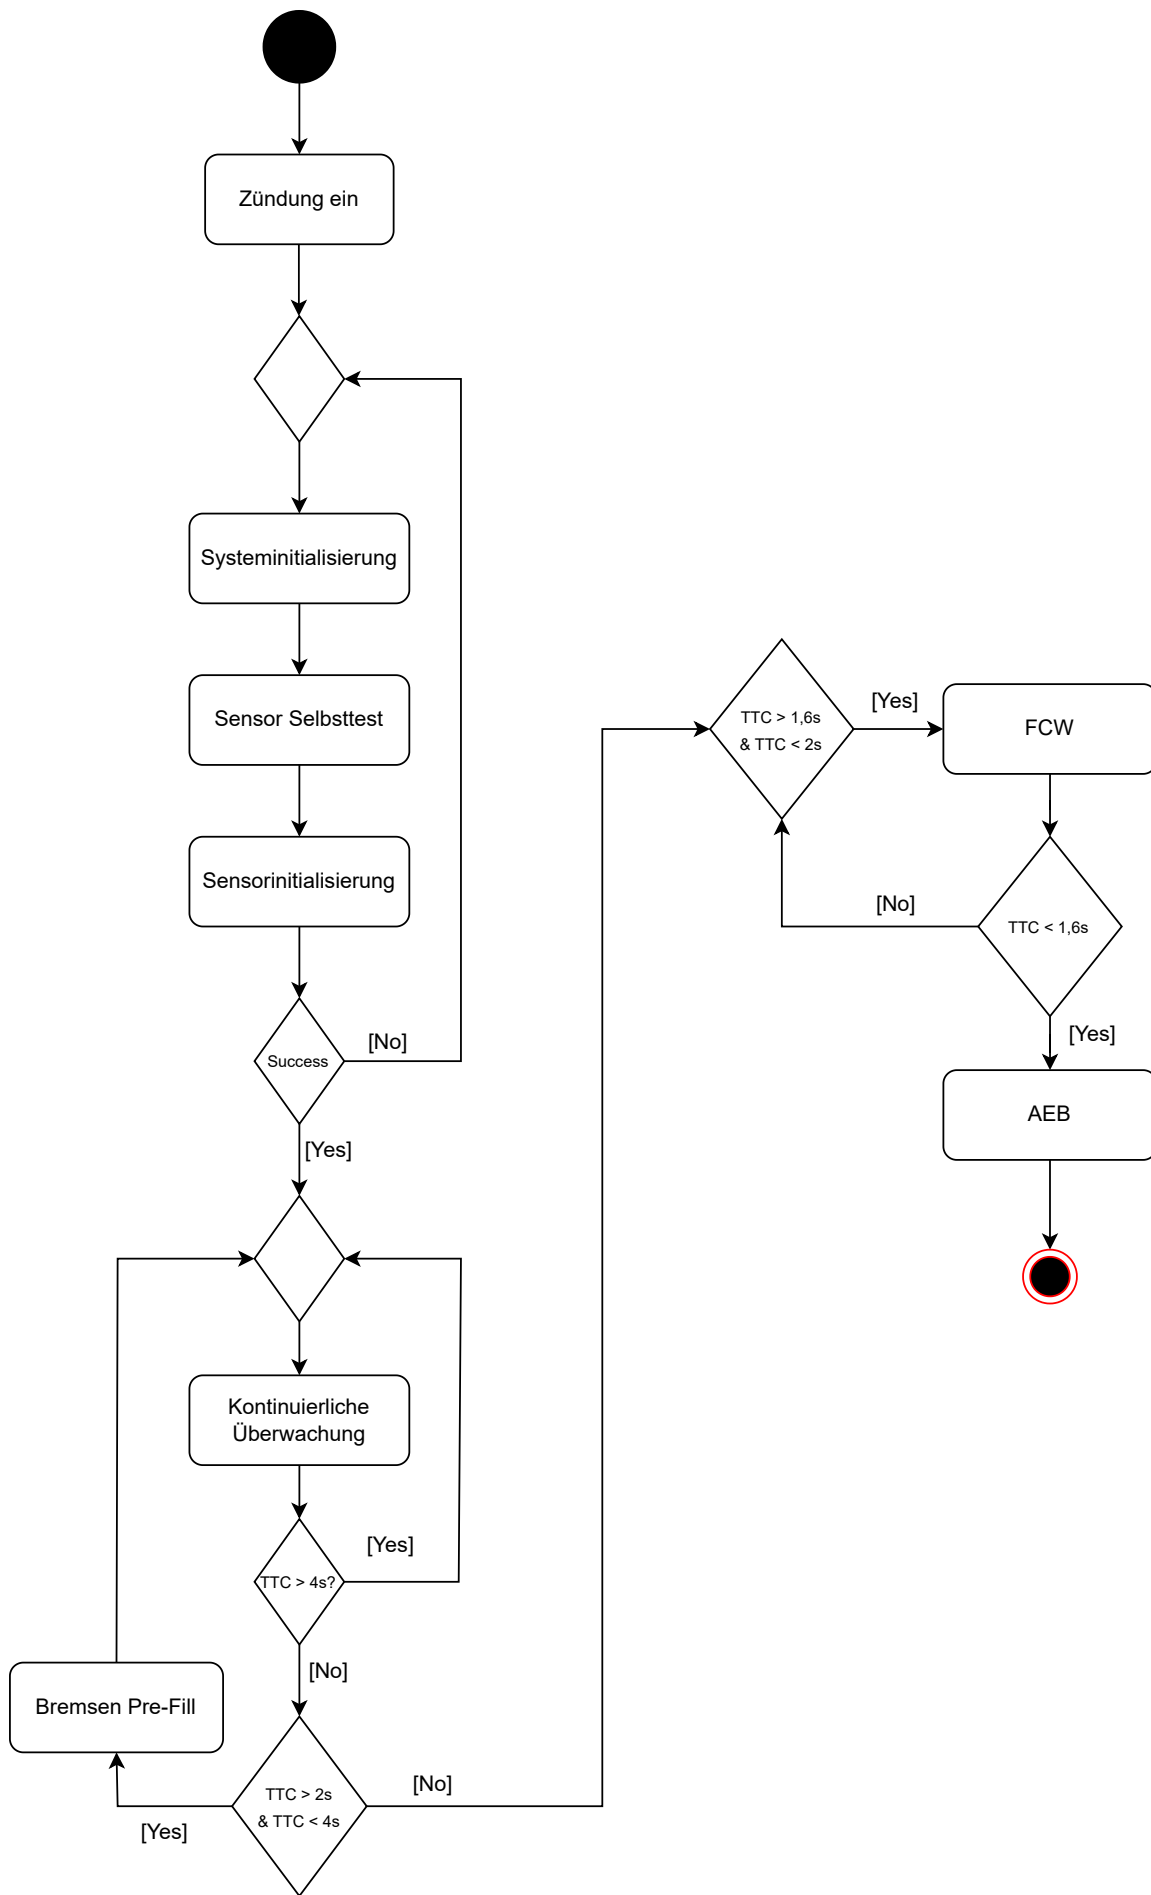 Zündung ein
Systeminitialisierung
Sensor Selbsttest
Sensorinitialisierung
Success
[No]
[Yes]
Kontinuierliche
Überwachung
TTC > 4s?
[Yes]
[No]
Bremsen Pre-Fill
TTC > 2s
& TTC < 4s
[Yes]
[No]
TTC > 1,6s
& TTC < 2s
[Yes]
FCW
TTC < 1,6s
[No]
[Yes]
AEB